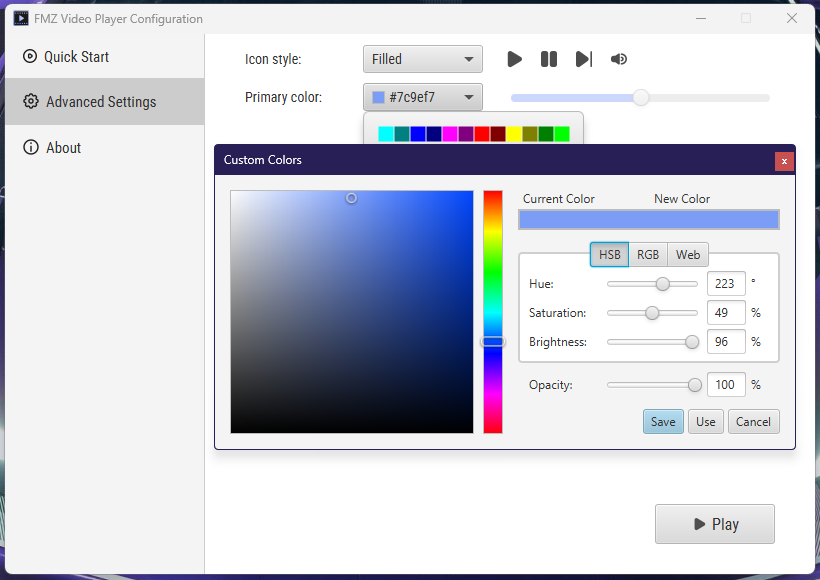 FMZ Video Player Configuration
Quick Start
Advanced Settings
About
Icon style:
Filled
Primary color:
#7c9ef7
Custom Colors
x
Current Color
New Color
HSB
RGB
Web
Hue:
223
°
Saturation:
49
%
Brightness:
96
%
Opacity:
100
%
Save
Use
Cancel
Play